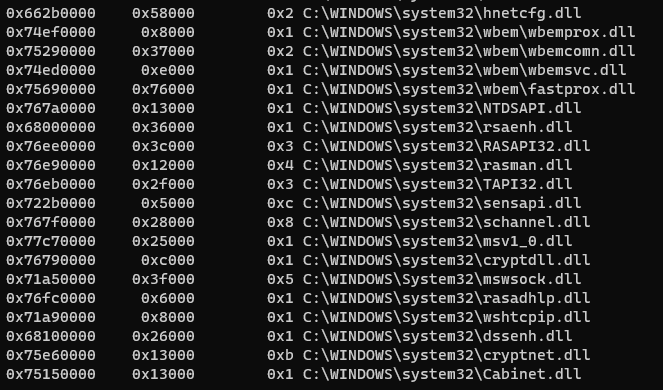 0x662b0000 0x58000 0x2 C:\WINDOWS\system32\hnetcfg.dll
0x74ef0000 0x8000 0x1 C:\WINDOWS\system32\wbem\wbemprox.dll
0x75290000 0x37000 0x2 C:\WINDOWS\system32\wbem\wbemcomn.dll
0x74ed0000 0xe000 0x1 C:\WINDOWS\system32\wbem\wbemsvc.dll
0x75690000 0x76000 0x1 C:\WINDOWS\system32\wbem\fastprox.dll
0x767a0000 0x13000 0x1 C:\WINDOWS\system32\NTDSAPI.dll
0x68000000 0x36000 0x1 C:\WINDOWS\system32\rsaenh.dll
0x76ee0000 0x3c000 0x3 C:\WINDOWS\system32\RASAPI32.dll
0x76e90000 0x12000 0x4 C:\WINDOWS\system32\rasman.dll
0x76eb0000 0x2f000 0x3 C:\WINDOWS\system32\TAPI32.dll
0x722b0000 0x5000 0xc C:\WINDOWS\system32\sensapi.dll
0x767f0000 0x28000 0x8 C:\WINDOWS\system32\schannel.dll
0x77c70000 0x25000 0x1 C:\WINDOWS\system32\msv1_0.dll
0x76790000 0xc000 0x1 C:\WINDOWS\system32\cryptdll.dll
0x71a50000 0x3f000 0x5 C:\WINDOWS\system32\mswsock.dll
0x76fc0000 0x6000 0x1 C:\WINDOWS\system32\rasadhlp.dll
0x71a90000 0x8000 0x1 C:\WINDOWS\System32\wshtcpip.dll
0x68100000 0x26000 0x1 C:\WINDOWS\system32\dssenh.dll
0x75e60000 0x13000 0xb C:\WINDOWS\system32\cryptnet.dll
0x75150000 0x13000 0x1 C:\WINDOWS\system32\Cabinet.dll